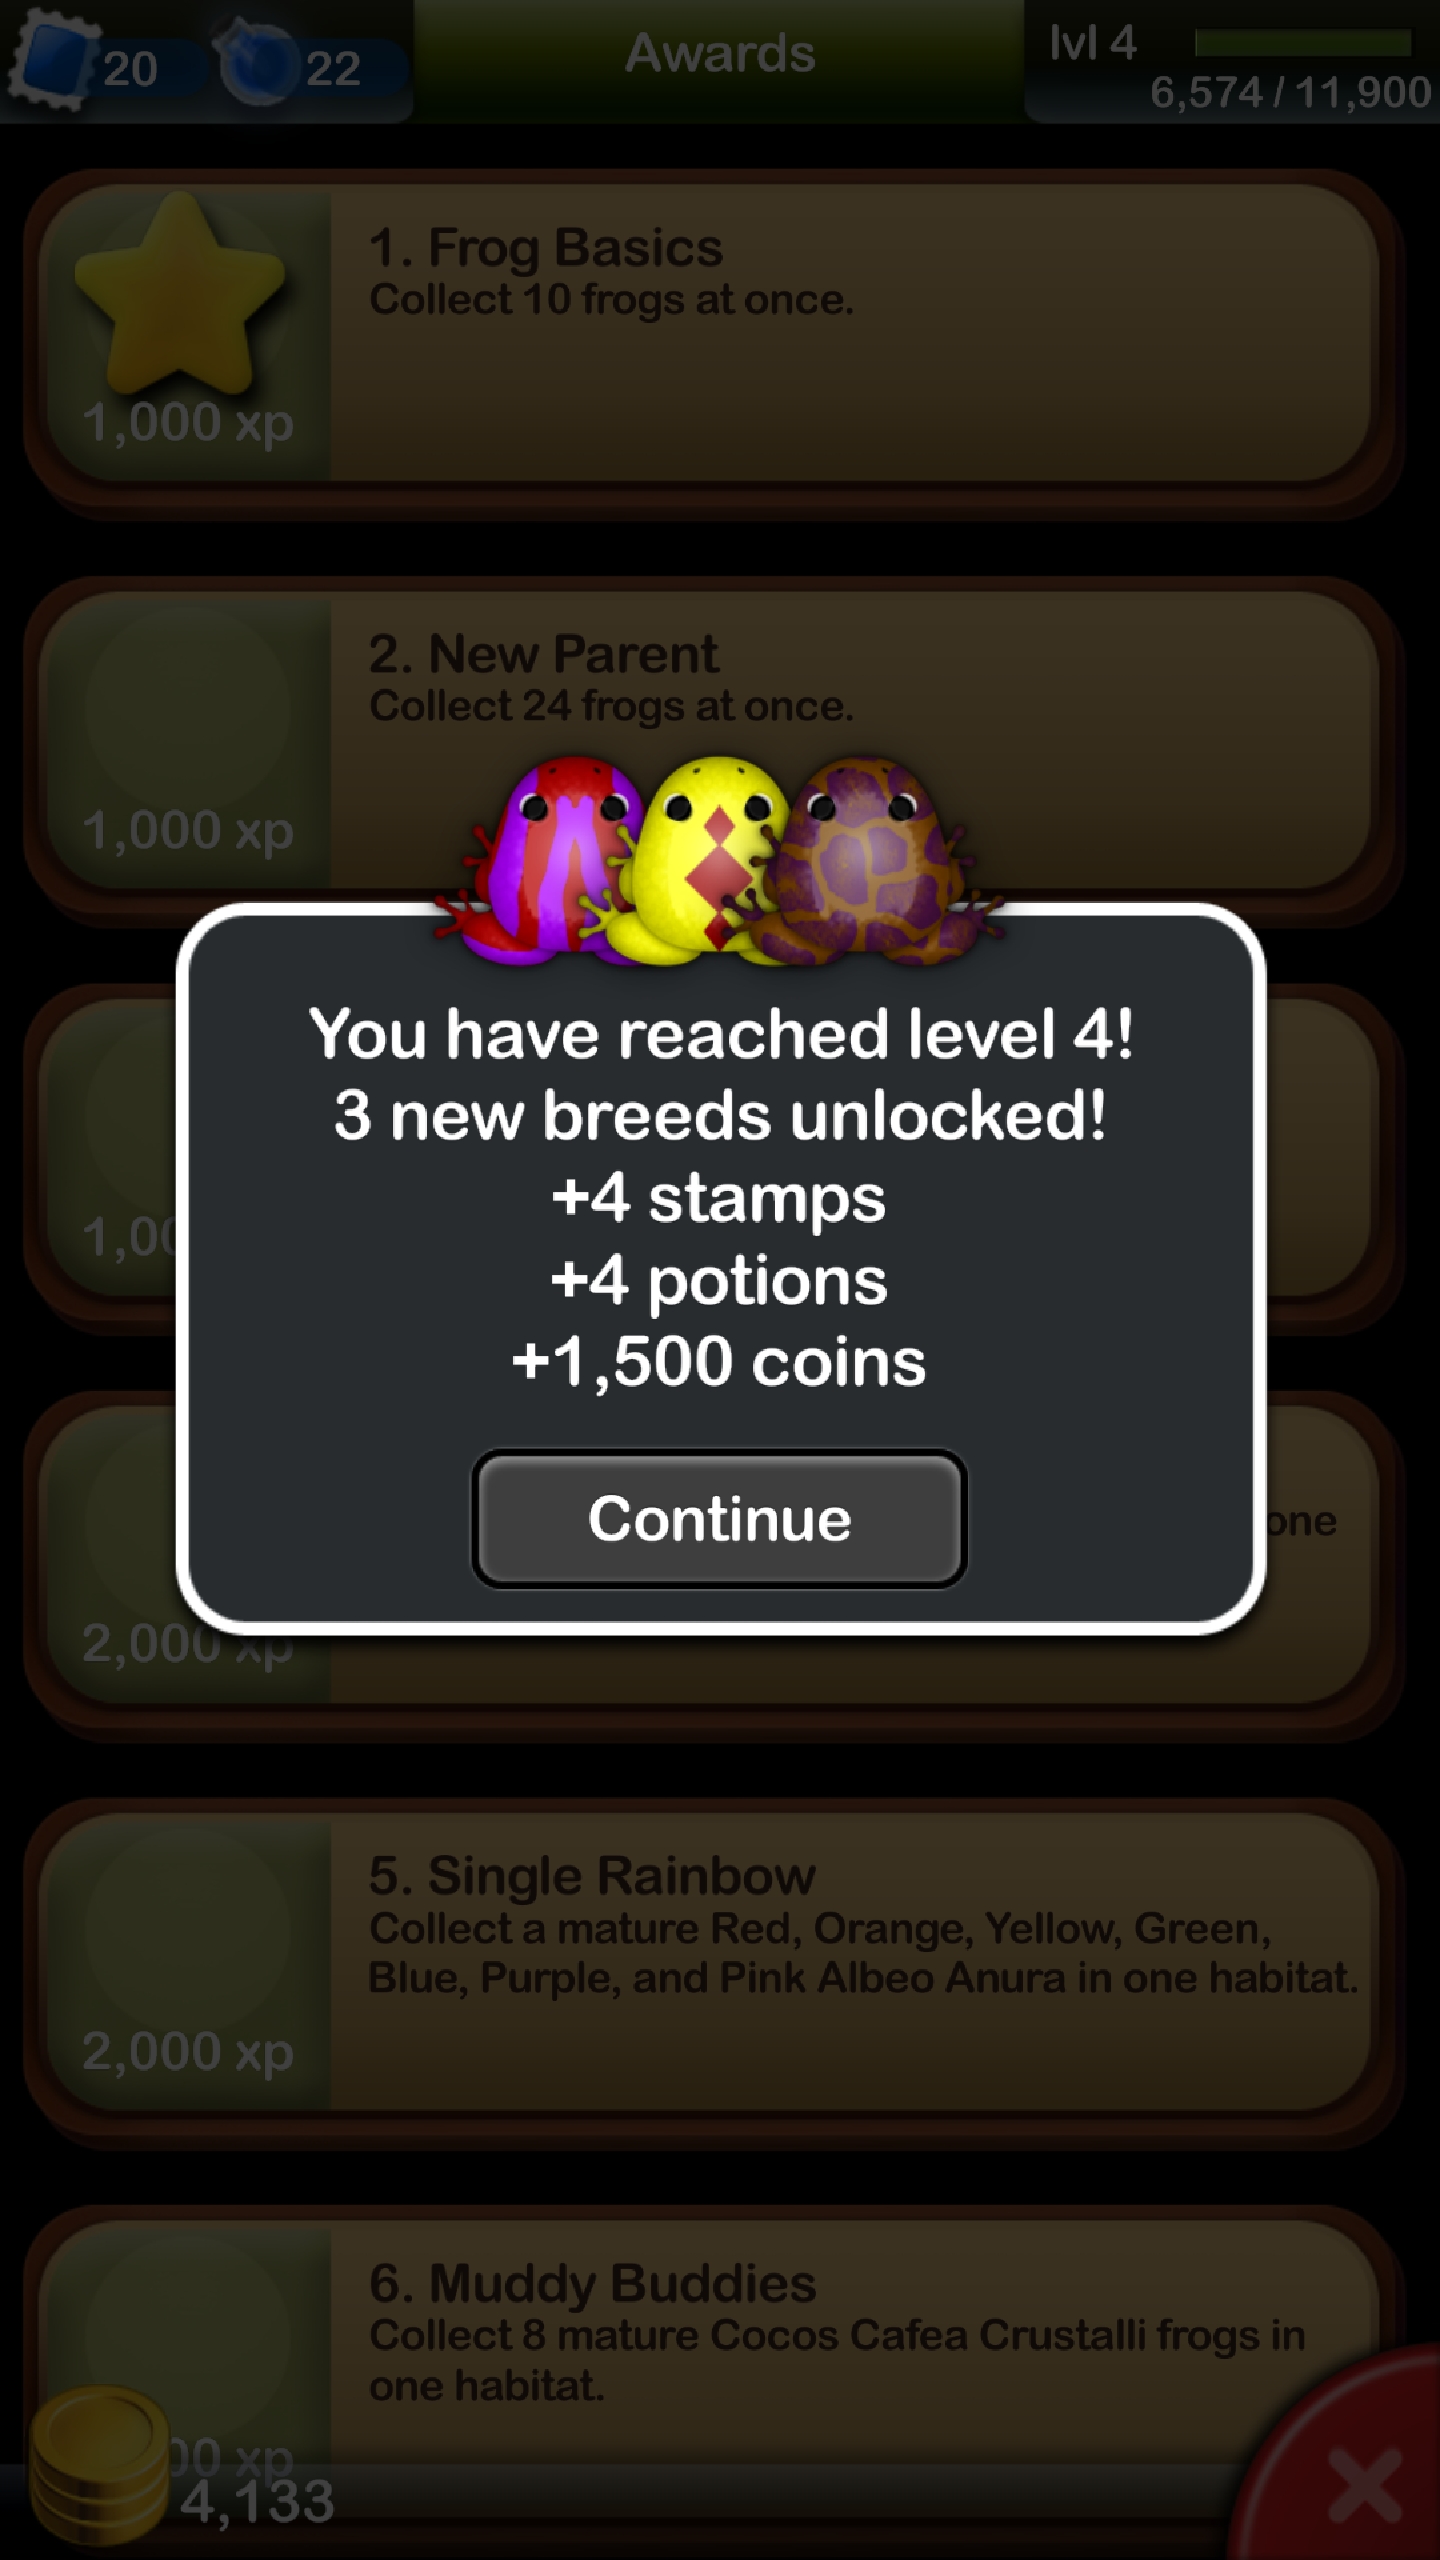 20
22
Awards
lvl 4
6,574 / 11,900
1. Frog Basics
Collect 10 frogs at once.
1,000 xp
2. New Parent
Collect 24 frogs at once.
1,000 xp
You have reached level 4!
3 new breeds unlocked!
+4 stamps
+4 potions
+1,500 coins
Continue
one
2,000 xp
5. Single Rainbow
Collect a mature Red, Orange, Yellow, Green,
Blue, Purple, and Pink Albeo Anura in one habitat.
2,000 xp
6. Muddy Buddies
Collect 8 mature Cocos Cafea Crustalli frogs in
one habitat.
xp
4,133